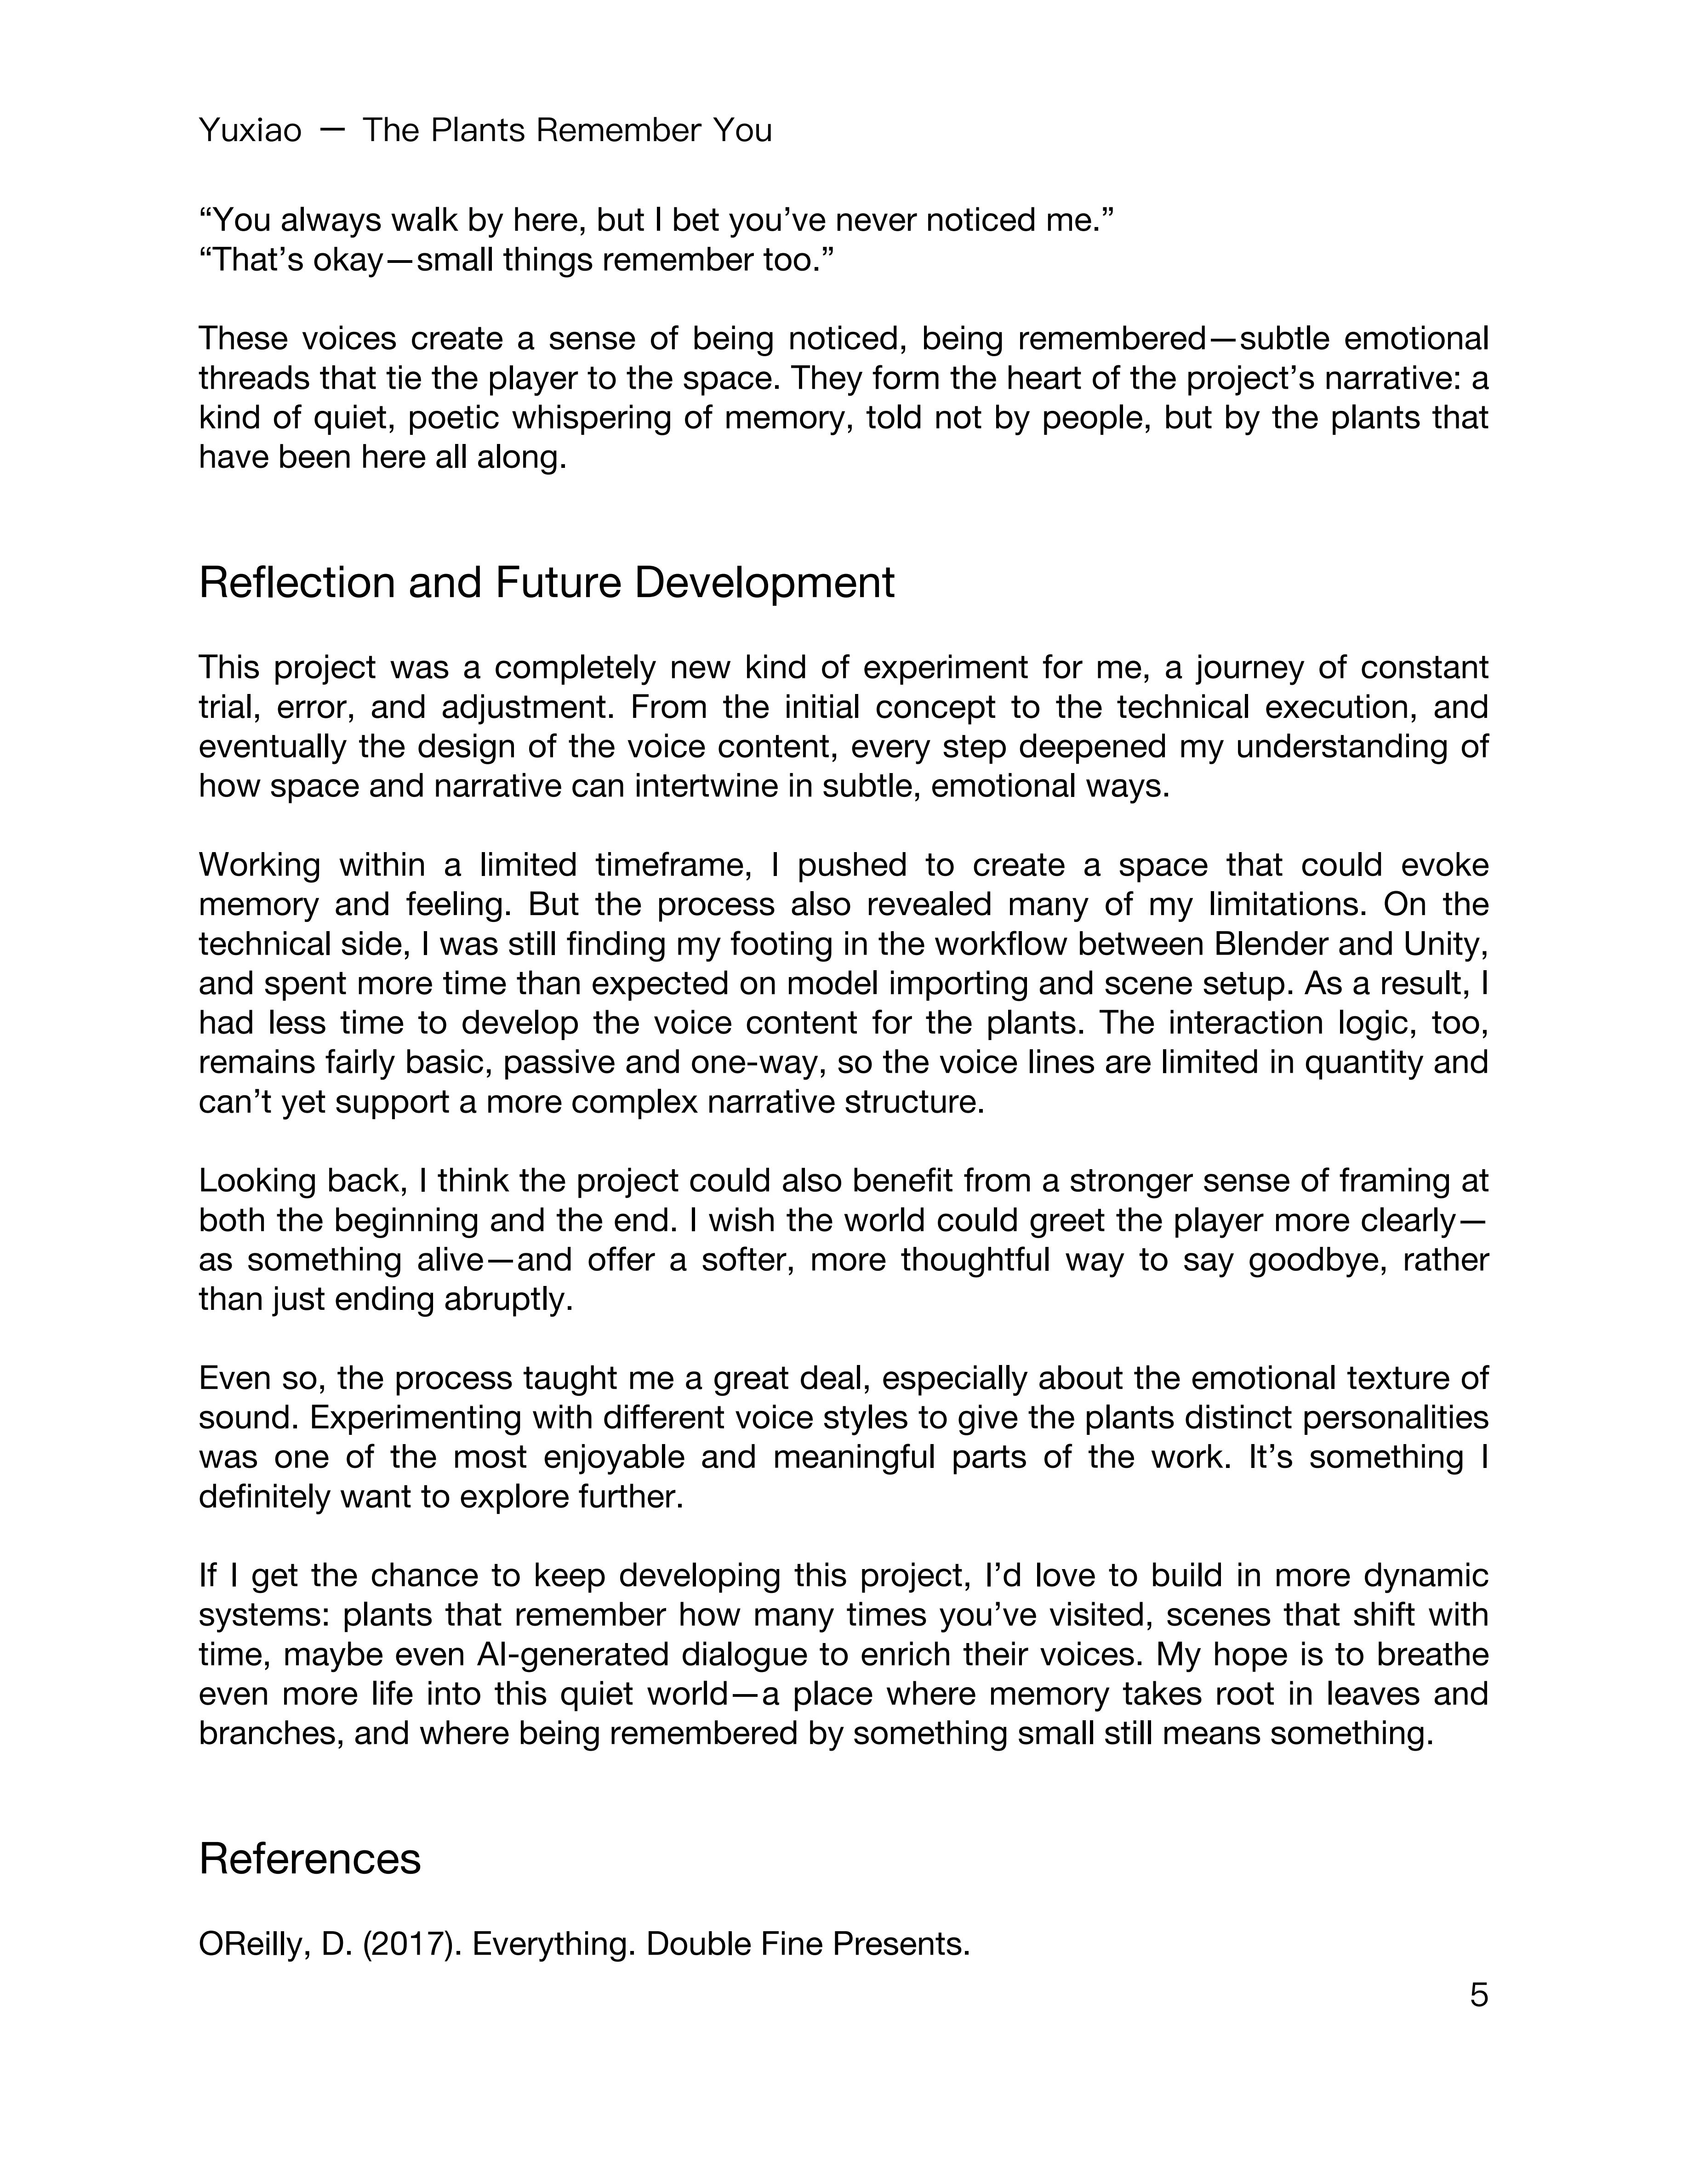 Yuxiao — The Plants Remember You
“You always walk by here, but I bet you’ve never noticed me.”
“That’s okay—small things remember too.”
These voices create a sense of being noticed, being remembered—subtle emotional
threads that tie the player to the space. They form the heart of the project’s narrative: a
kind of quiet, poetic whispering of memory, told not by people, but by the plants that
have been here all along.
Reflection and Future Development
This project was a completely new kind of experiment for me, a journey of constant
trial, error, and adjustment. From the initial concept to the technical execution, and
eventually the design of the voice content, every step deepened my understanding of
how space and narrative can intertwine in subtle, emotional ways.
Working within a limited timeframe, I pushed to create a space that could evoke
memory and feeling. But the process also revealed many of my limitations. On the
technical side, I was still finding my footing in the workflow between Blender and Unity,
and spent more time than expected on model importing and scene setup. As a result, I
had less time to develop the voice content for the plants. The interaction logic, too,
remains fairly basic, passive and one-way, so the voice lines are limited in quantity and
can’t yet support a more complex narrative structure.
Looking back, I think the project could also benefit from a stronger sense of framing at
both the beginning and the end. I wish the world could greet the player more clearly—
as something alive—and offer a softer, more thoughtful way to say goodbye, rather
than just ending abruptly.
Even so, the process taught me a great deal, especially about the emotional texture of
sound. Experimenting with different voice styles to give the plants distinct personalities
was one of the most enjoyable and meaningful parts of the work. It’s something I
definitely want to explore further.
If I get the chance to keep developing this project, I’d love to build in more dynamic
systems: plants that remember how many times you’ve visited, scenes that shift with
time, maybe even AI-generated dialogue to enrich their voices. My hope is to breathe
even more life into this quiet world—a place where memory takes root in leaves and
branches, and where being remembered by something small still means something.
References
OReilly, D. (2017). Everything. Double Fine Presents.
5